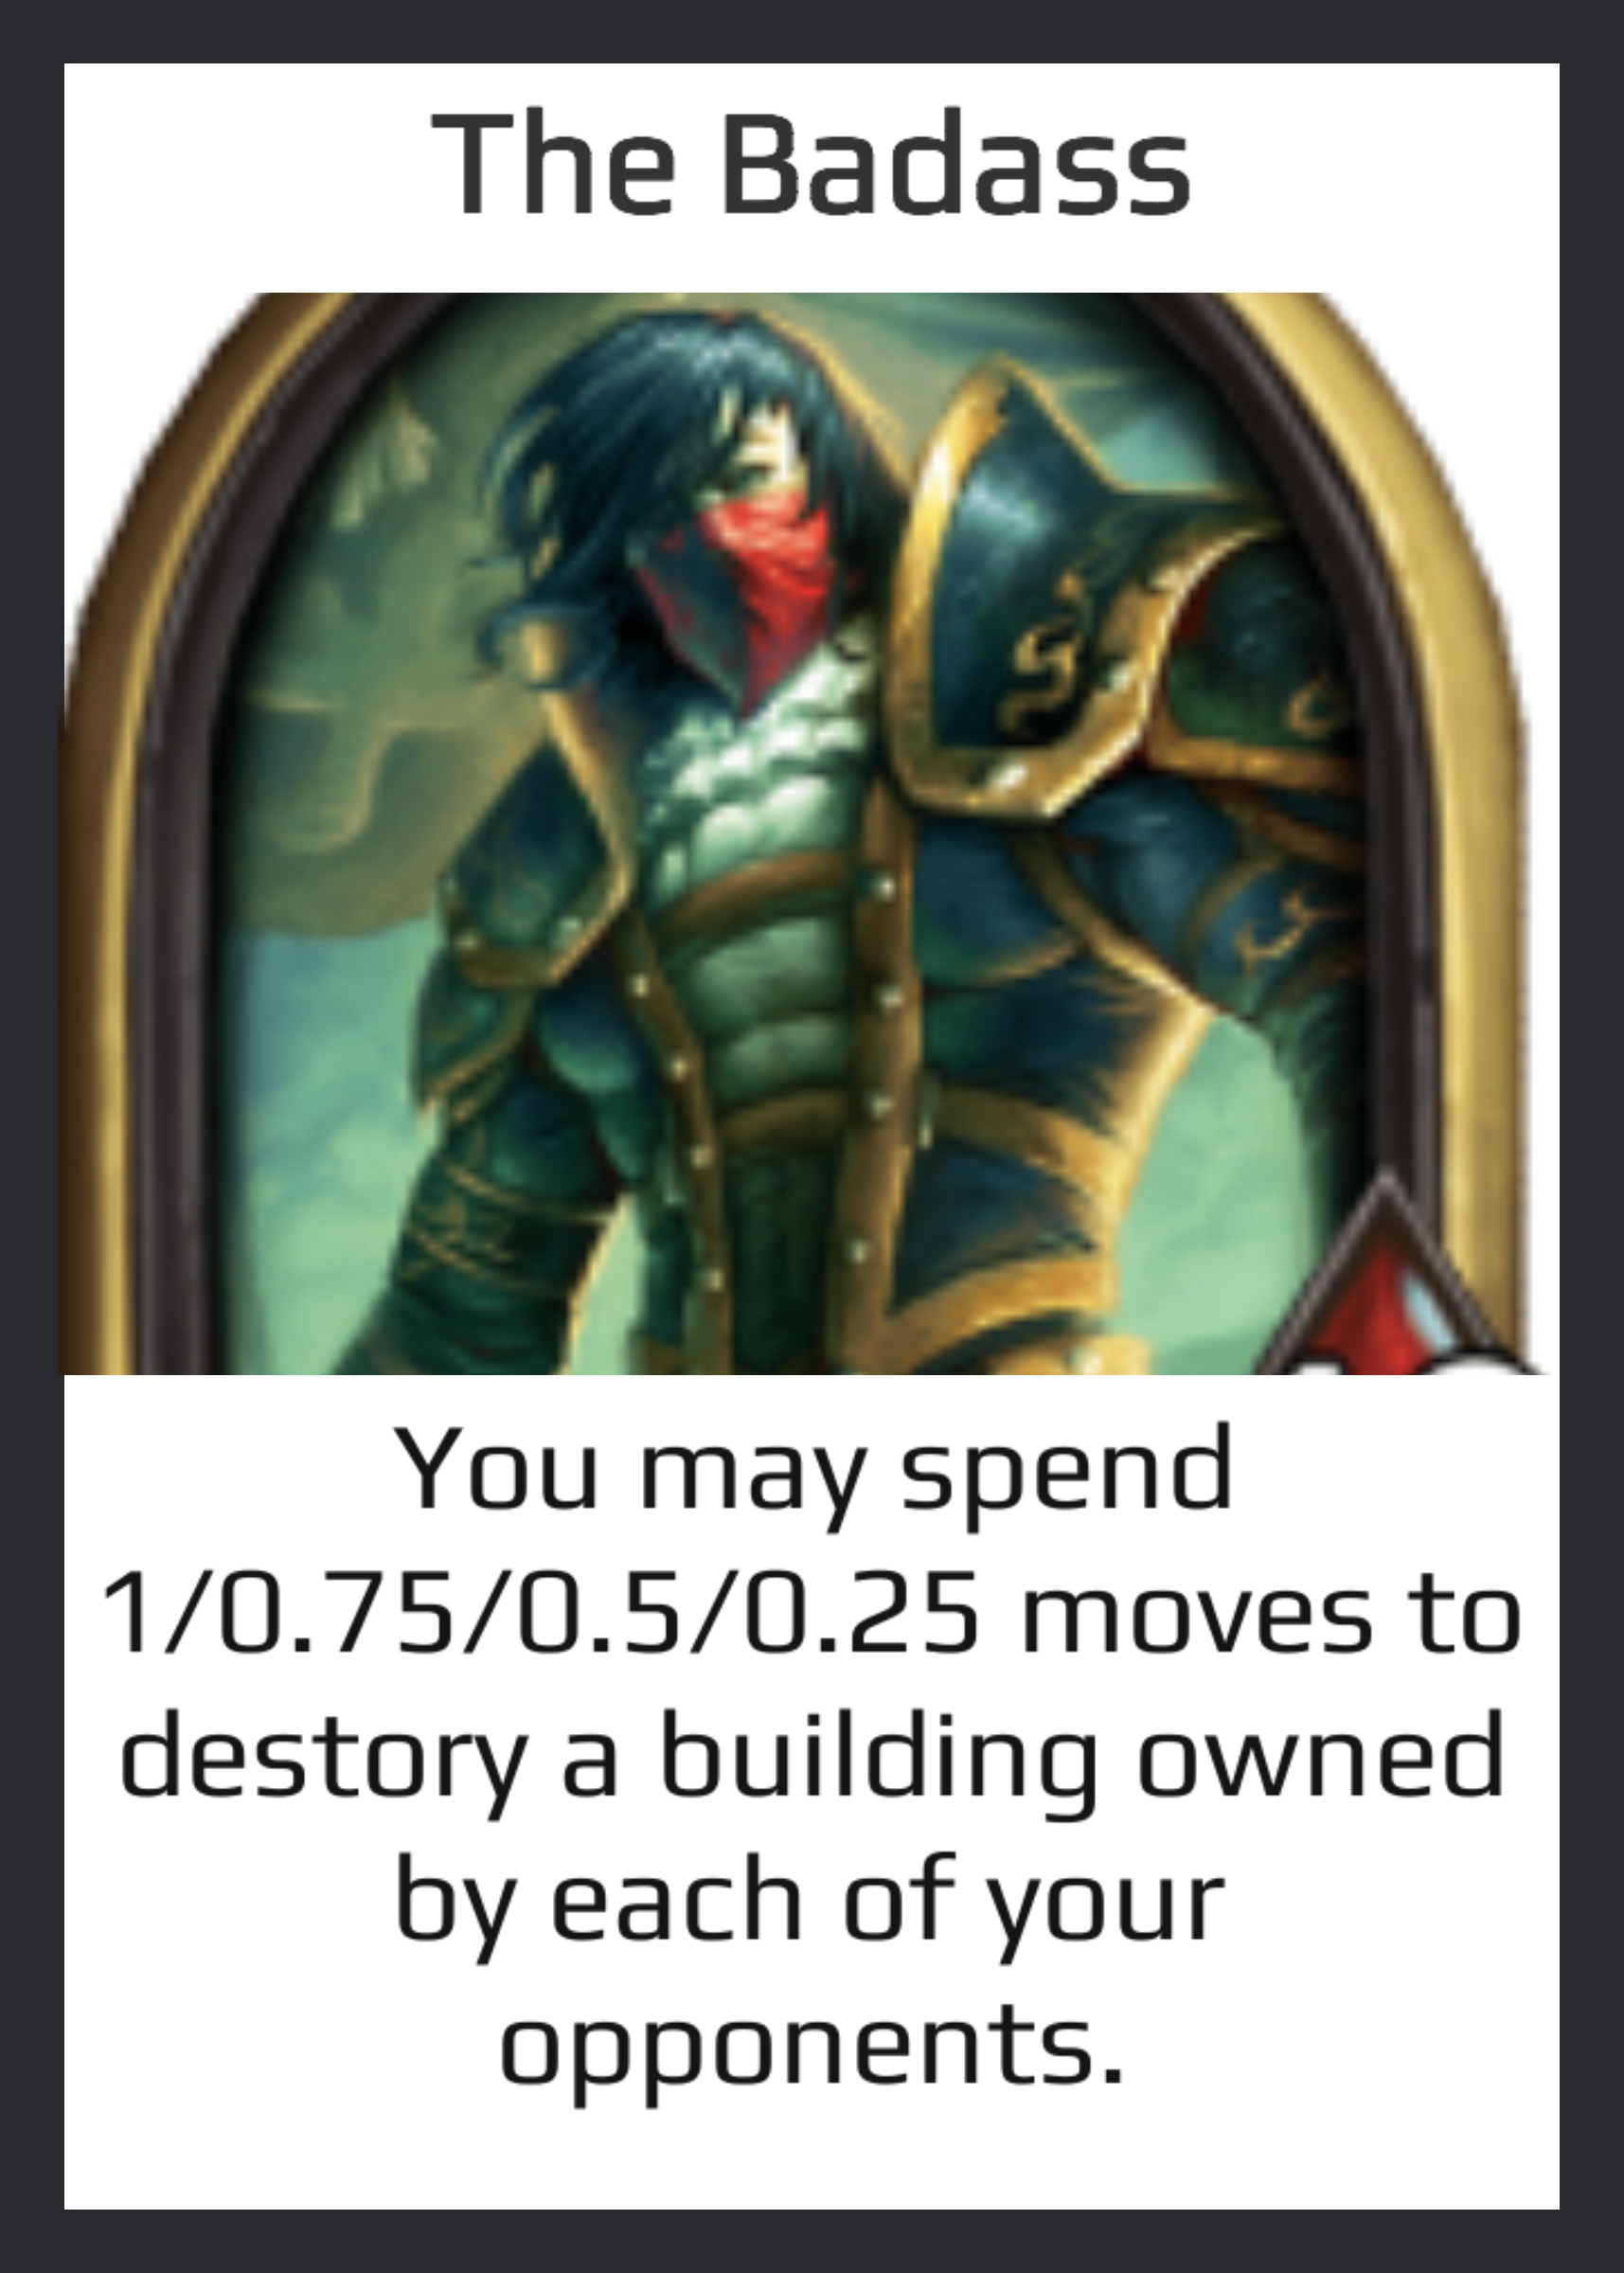 The Badass
You may spend
1/0.75/0.5/0.25 moves to
destory a building owned
by each of your
opponents.